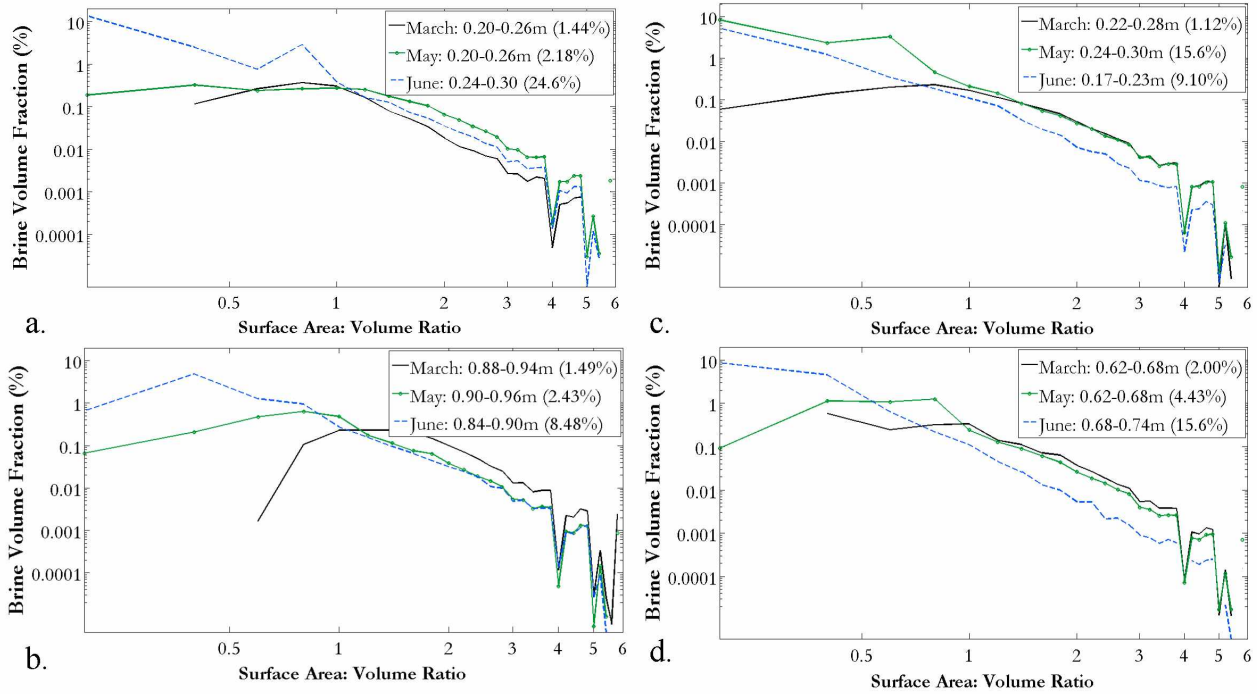 Brine Volume Fraction (%)
10
1
0.1
0.01
0.001
0.0001
March: 0.20-0.26m (1.44%)
May: 0.20-0.26m (2.18%)
June: 0.24-0.30 (24.6%)
0.5
1
2
3
4
5
6
Surface Area: Volume Ratio
a.
Brine Volume Fraction (%)
10
1
0.1
0.01
0.001
0.0001
March: 0.88-0.94m (1.49%)
May: 0.90-0.96m (2.43%)
June: 0.84-0.90m (8.48%)
0.5
1
2
3
4
5
6
Surface Area: Volume Ratio
b.
Brine Volume Fraction (%)
10
1
0.1
0.01
0.001
0.0001
March: 0.22-0.28m (1.12%)
May: 0.24-0.30m (15.6%)
June: 0.17-0.23m (9.10%)
0.5
1
2
3
4
5
6
Surface Area: Volume Ratio
c.
Brine Volume Fraction (%)
10
1
0.1
0.01
0.001
0.0001
March: 0.62-0.68m (2.00%)
May: 0.62-0.68m (4.43%)
June: 0.68-0.74m (15.6%)
0.5
1
2
3
4
5
6
Surface Area: Volume Ratio
d.